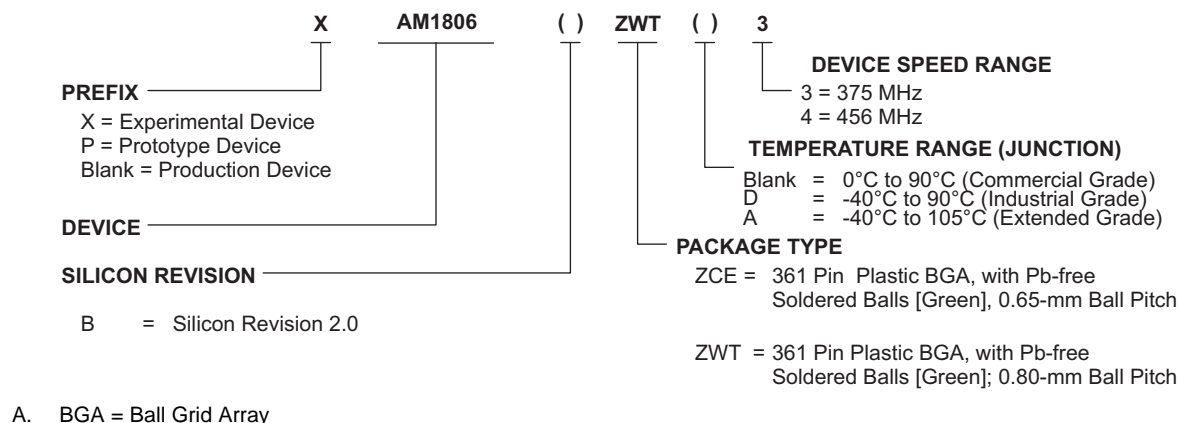 X AM1806 ( ) ZWT ( ) 3
PREFIX
X = Experimental Device
P = Prototype Device
Blank = Production Device
DEVICE
SILICON REVISION
B = Silicon Revision 2.0
DEVICE SPEED RANGE
3 = 375 MHz
4 = 456 MHz
TEMPERATURE RANGE (JUNCTION)
Blank = 0°C to 90°C (Commercial Grade)
D = -40°C to 90°C (Industrial Grade)
A = -40°C to 105°C (Extended Grade)
PACKAGE TYPE
ZCE = 361 Pin Plastic BGA, with Pb-free
Soldered Balls [Green], 0.65-mm Ball Pitch
ZWT = 361 Pin Plastic BGA, with Pb-free
Soldered Balls [Green]; 0.80-mm Ball Pitch
A. BGA = Ball Grid Array